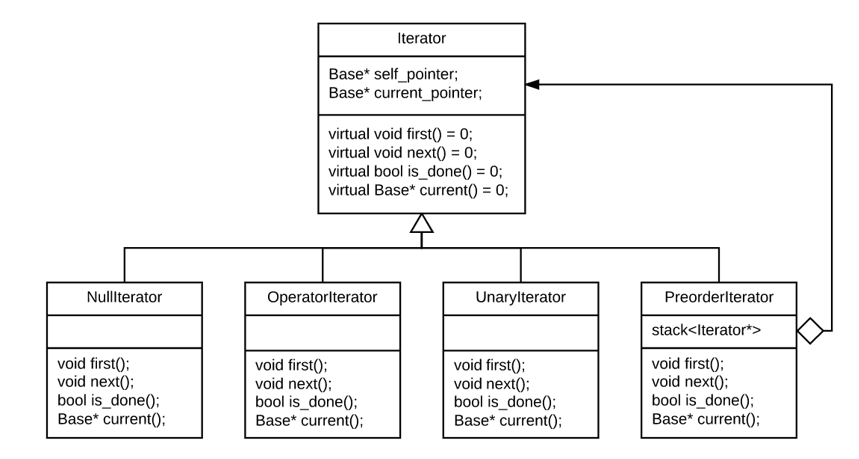 Iterator
Base* self_pointer;
Base* current_pointer;
virtual void first() = 0;
virtual void next() = 0;
virtual bool is_done() = 0;
virtual Base* current() = 0;
NullIterator
void first();
void next();
bool is_done();
Base* current();
OperatorIterator
void first();
void next();
bool is_done();
Base* current();
UnaryIterator
void first();
void next();
bool is_done();
Base* current();
PreorderIterator
stack<Iterator*>
void first();
void next();
bool is_done();
Base* current();